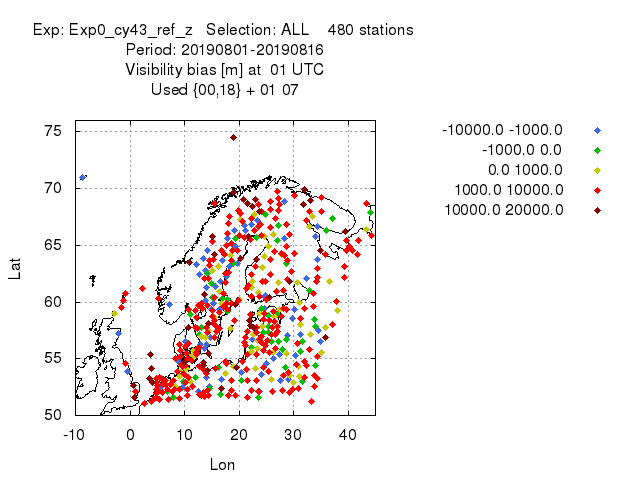 Exp: Exp0_cy43_ref_z   Selection: ALL    480 stations
Period: 20190801-20190816
Visibility bias [m] at  01 UTC
Used {00,18} + 01 07
-10000.0 -1000.0
-1000.0 0.0
0.0 1000.0
1000.0 10000.0
10000.0 20000.0
75
70
65
60
55
50
Lat
-10 0 10 20 30 40
Lon